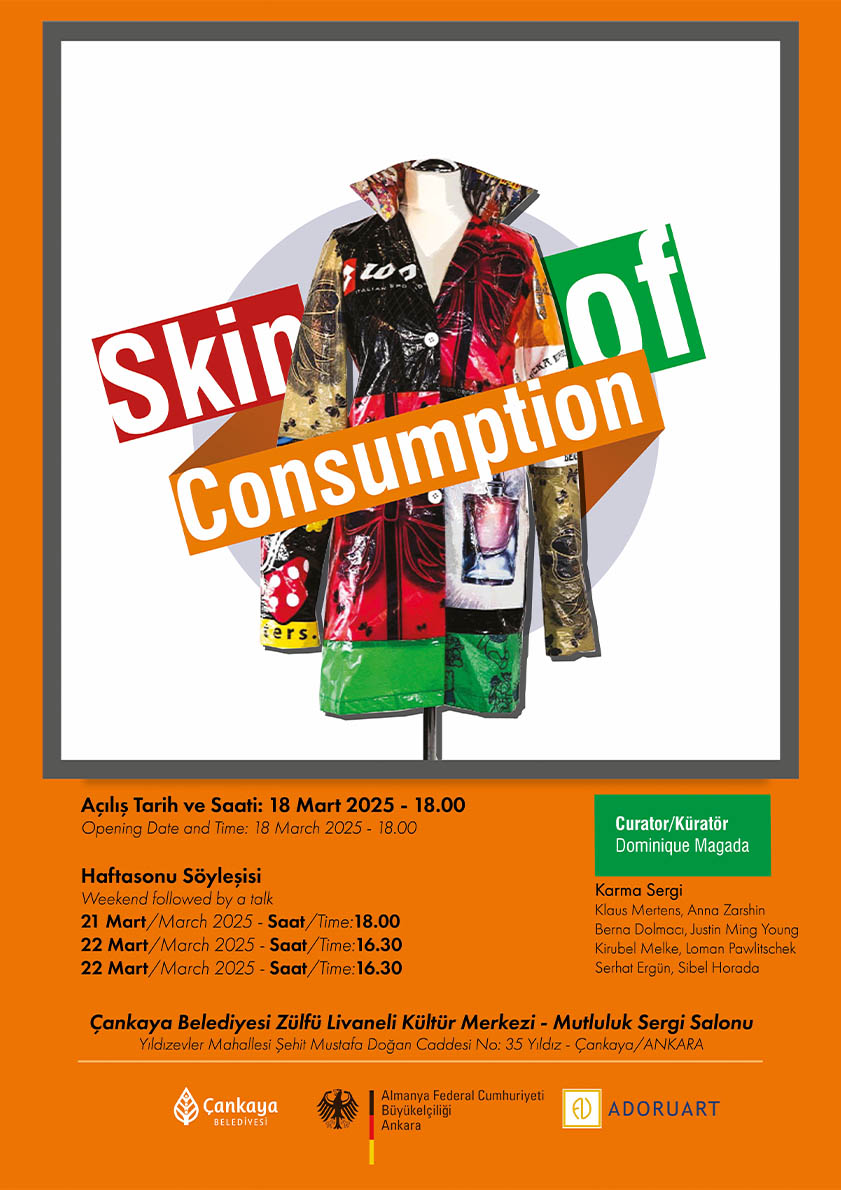 Skin
of
Consumption
ters.
Açılış Tarih ve Saati: 18 Mart 2025 - 18.00
Opening Date and Time: 18 March 2025 - 18.00
Haftasonu Söyleşisi
Weekend followed by a talk
21 Mart/March 2025 - Saat/Time:18.00
22 Mart/March 2025 - Saat/Time:16.30
22 Mart/March 2025 - Saat/Time:16.30
Curator/Küratör
Dominique Magada
Karma Sergi
Klaus Mertens, Anna Zarshin
Berna Dolmacı, Justin Ming Young
Kirubel Melke, Loman Pawlitschek
Serhat Ergün, Sibel Horada
Çankaya Belediyesi Zülfü Livaneli Kültür Merkezi - Mutluluk Sergi Salonu
Yıldızevler Mahallesi Şehit Mustafa Doğan Caddesi No: 35 Yıldız - Çankaya/ANKARA
Çankaya
BELEDİYESİ
Almanya Federal Cumhuriyeti
Büyükelçiliği
Ankara
ADORUART